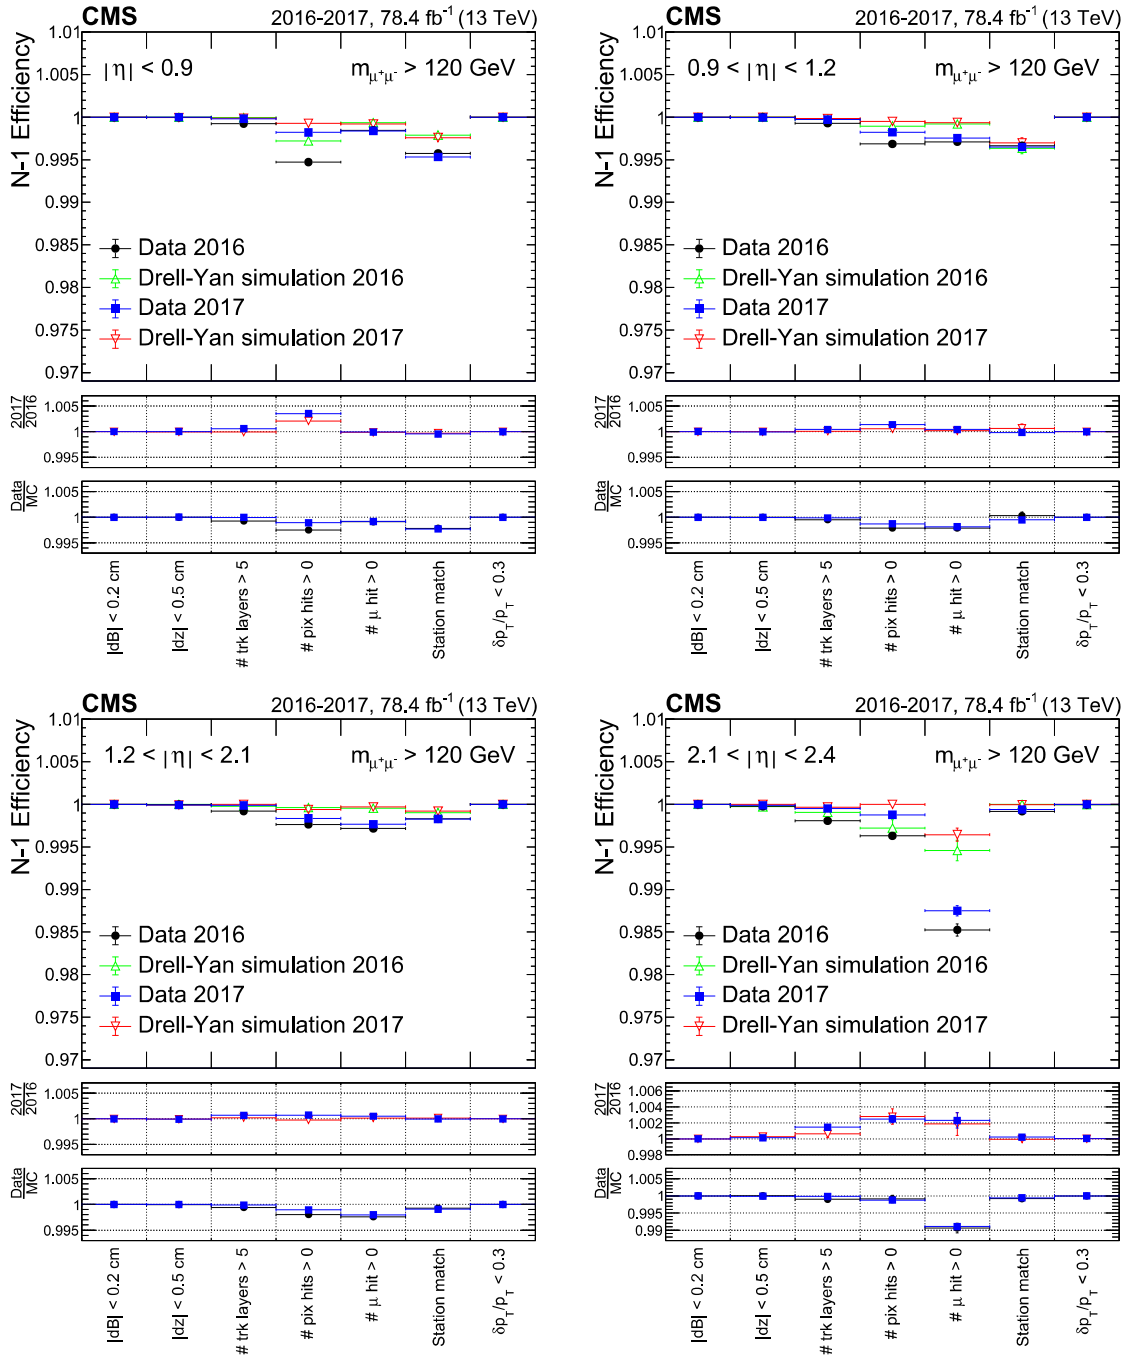 CMS 2016-2017, 78.4 fb⁻¹ (13 TeV)
N-1 Efficiency
1.01
1.005
1
0.995
0.99
0.985
0.98
0.975
0.97
|η| < 0.9 m_μ⁺μ⁻ > 120 GeV
Data 2016
Drell-Yan simulation 2016
Data 2017
Drell-Yan simulation 2017
2017/2016
1.005
1
0.995
Data/MC
1.005
1
0.995
|dB| < 0.2 cm
|dz| < 0.5 cm
# trk layers > 5
# pix hits > 0
# μ hit > 0
Station match
δp_T/p_T < 0.3
CMS 2016-2017, 78.4 fb⁻¹ (13 TeV)
N-1 Efficiency
1.01
1.005
1
0.995
0.99
0.985
0.98
0.975
0.97
0.9 < |η| < 1.2 m_μ⁺μ⁻ > 120 GeV
Data 2016
Drell-Yan simulation 2016
Data 2017
Drell-Yan simulation 2017
2017/2016
1.005
1
0.995
Data/MC
1.005
1
0.995
|dB| < 0.2 cm
|dz| < 0.5 cm
# trk layers > 5
# pix hits > 0
# μ hit > 0
Station match
δp_T/p_T < 0.3
CMS 2016-2017, 78.4 fb⁻¹ (13 TeV)
N-1 Efficiency
1.01
1.005
1
0.995
0.99
0.985
0.98
0.975
0.97
1.2 < |η| < 2.1 m_μ⁺μ⁻ > 120 GeV
Data 2016
Drell-Yan simulation 2016
Data 2017
Drell-Yan simulation 2017
2017/2016
1.005
1
0.995
Data/MC
1.005
1
0.995
|dB| < 0.2 cm
|dz| < 0.5 cm
# trk layers > 5
# pix hits > 0
# μ hit > 0
Station match
δp_T/p_T < 0.3
CMS 2016-2017, 78.4 fb⁻¹ (13 TeV)
N-1 Efficiency
1.01
1.005
1
0.995
0.99
0.985
0.98
0.975
0.97
2.1 < |η| < 2.4 m_μ⁺μ⁻ > 120 GeV
Data 2016
Drell-Yan simulation 2016
Data 2017
Drell-Yan simulation 2017
2017/2016
1.006
1.004
1.002
1
0.998
Data/MC
1.005
1
0.995
0.99
|dB| < 0.2 cm
|dz| < 0.5 cm
# trk layers > 5
# pix hits > 0
# μ hit > 0
Station match
δp_T/p_T < 0.3